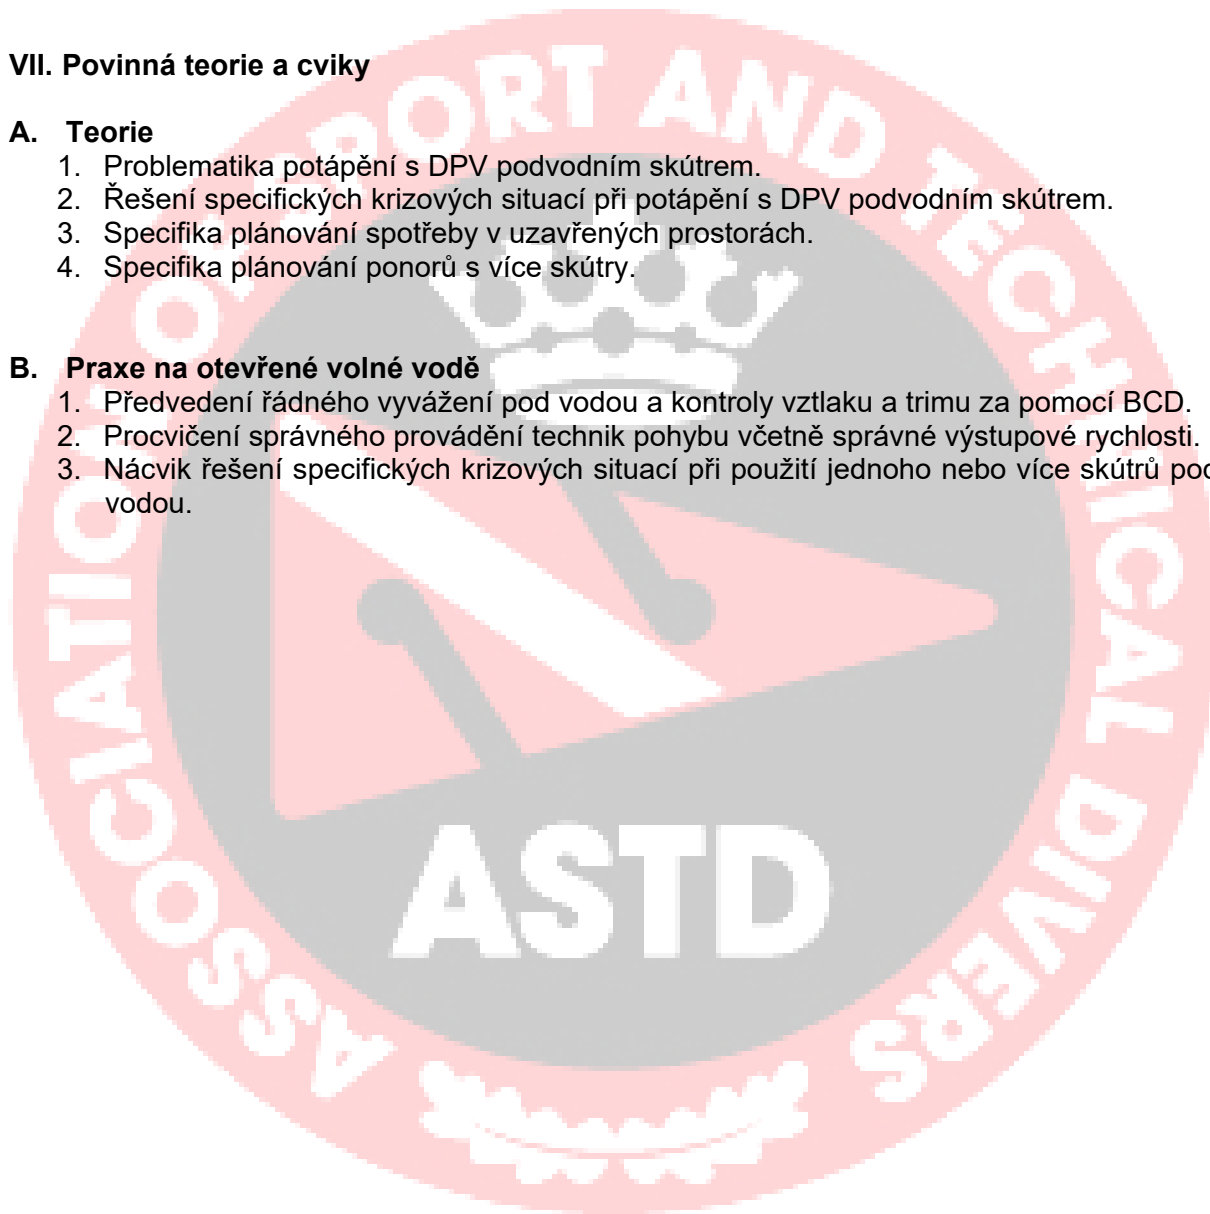 VII. Povinná teorie a cviky
A. Teorie
1. Problematika potápění s DPV podvodním skútrem.
2. Řešení specifických krizových situací při potápění s DPV podvodním skútrem.
3. Specifika plánování spotřeby v uzavřených prostorách.
4. Specifika plánování ponorů s více skútry.
B. Praxe na otevřené volné vodě
1. Předvedení řádného vyvážení pod vodou a kontroly vztlaku a trimu za pomocí BCD.
2. Procvičení správného provádění technik pohybu včetně správné výstupové rychlosti.
3. Nácvik řešení specifických krizových situací při použití jednoho nebo více skútrů pod
vodou.
ASSOCIATION OF SPORT AND TECHNICAL DIVERS
ASTD